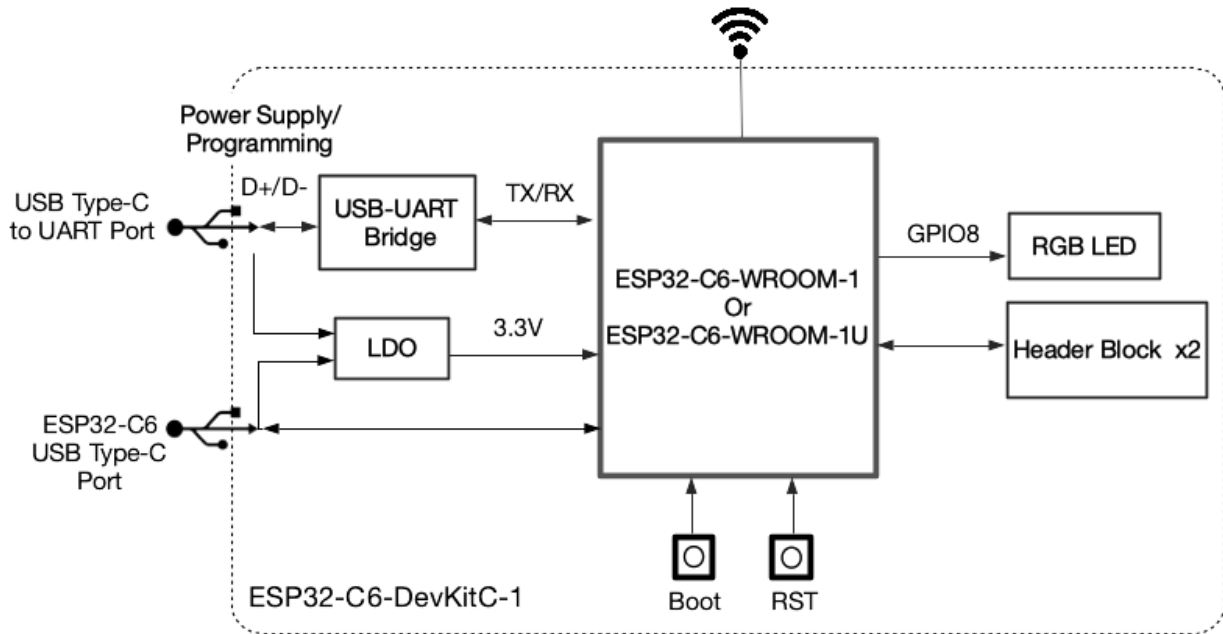 Power Supply/
Programming
USB Type-C
to UART Port
D+/D-
USB-UART
Bridge
TX/RX
LDO
3.3V
ESP32-C6
USB Type-C
Port
ESP32-C6-WROOM-1
Or
ESP32-C6-WROOM-1U
GPIO8
RGB LED
Header Block x2
Boot
RST
ESP32-C6-DevKitC-1